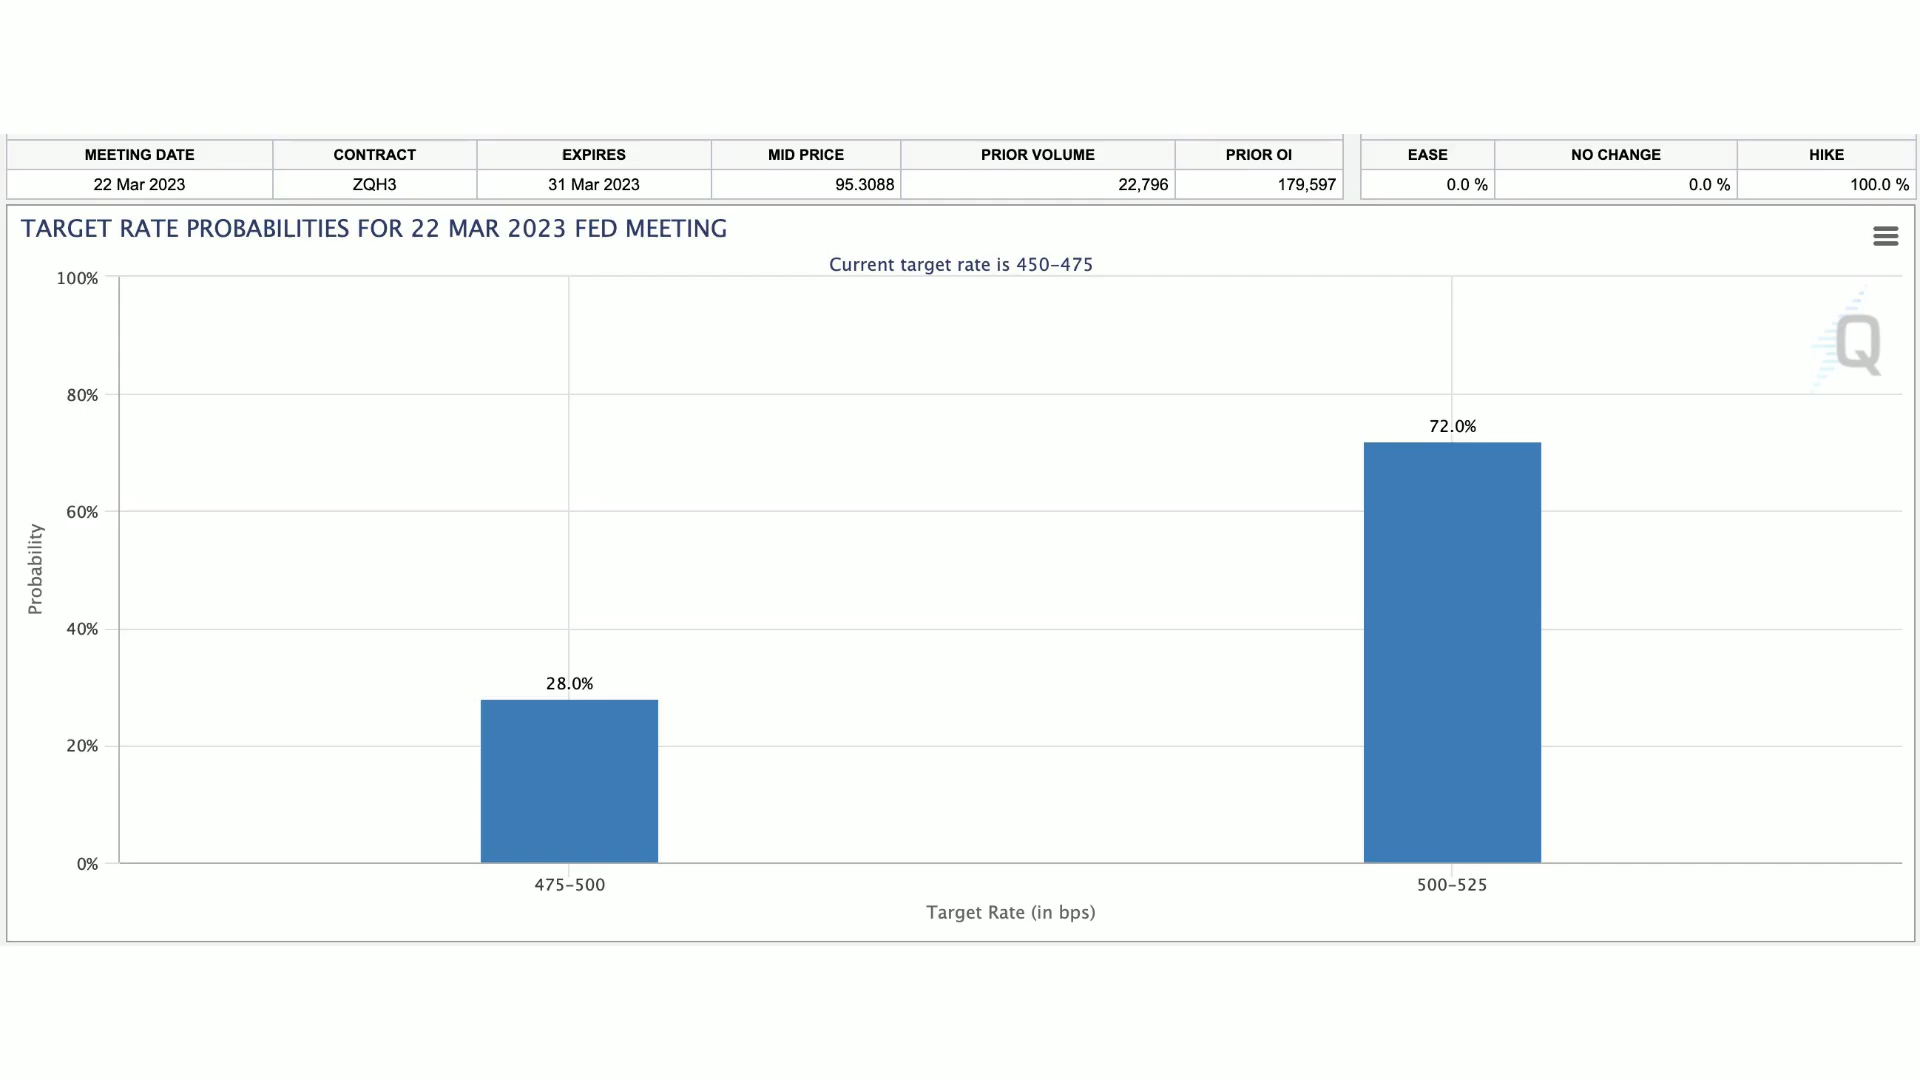 MEETING DATE CONTRACT EXPIRES MID PRICE PRIOR VOLUME PRIOR OI EASE NO CHANGE HIKE
22 Mar 2023 ZQH3 31 Mar 2023 95.3088 22,796 179,597 0.0 % 0.0 % 100.0 %
TARGET RATE PROBABILITIES FOR 22 MAR 2023 FED MEETING
Current target rate is 450–475
100%
80%
60%
40%
20%
0%
Probability
28.0%
72.0%
475–500
500–525
Target Rate (in bps)
Q